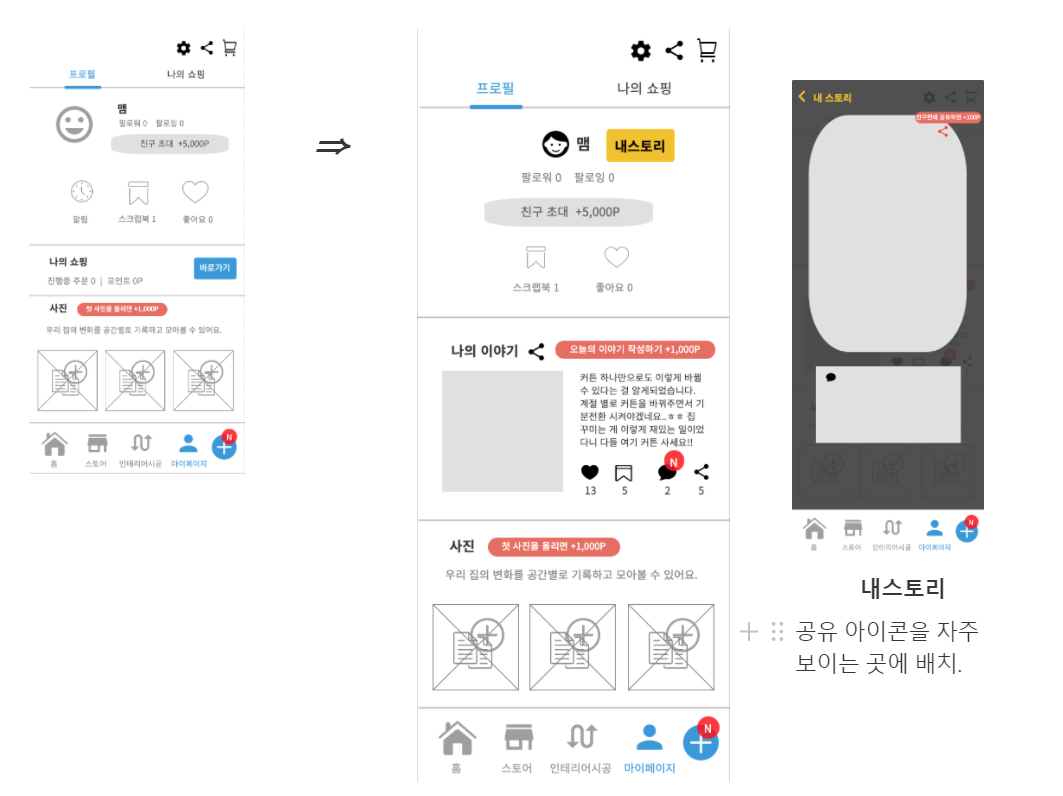 프로필
나의 쇼핑
맴
팔로워 0 팔로잉 0
친구 초대 +5,000P
알림
스크랩북 1
좋아요 0
나의 쇼핑
진행중 주문 0 | 포인트 0P
바로가기
사진
첫 사진을 올리면 +1,000P
우리 집의 변화를 공간별로 기록하고 모아볼 수 있어요.
N
홈
스토어
인테리어시공
마이페이지
⇒
프로필
나의 쇼핑
맴
내스토리
팔로워 0 팔로잉 0
친구 초대 +5,000P
스크랩북 1
좋아요 0
나의 이야기
오늘의 이야기 작성하기 +1,000P
커튼 하나만으로도 이렇게 바뀔
수 있다는 걸 알게되었습니다.
계절 별로 커튼을 바꿔주면서 기
분전환 시켜야겠네요..ㅎㅎ 집
꾸미는 게 이렇게 재밌는 일이었
다니 다들 여기 커튼 사세요!!
N
13
5
2
5
사진
첫 사진을 올리면 +1,000P
우리 집의 변화를 공간별로 기록하고 모아볼 수 있어요.
N
홈
스토어
인테리어시공
마이페이지
내 스토리
친구한테 공유하면 +100P
N
홈
스토어
인테리어시공
마이페이지
내스토리
공유 아이콘을 자주
보이는 곳에 배치.